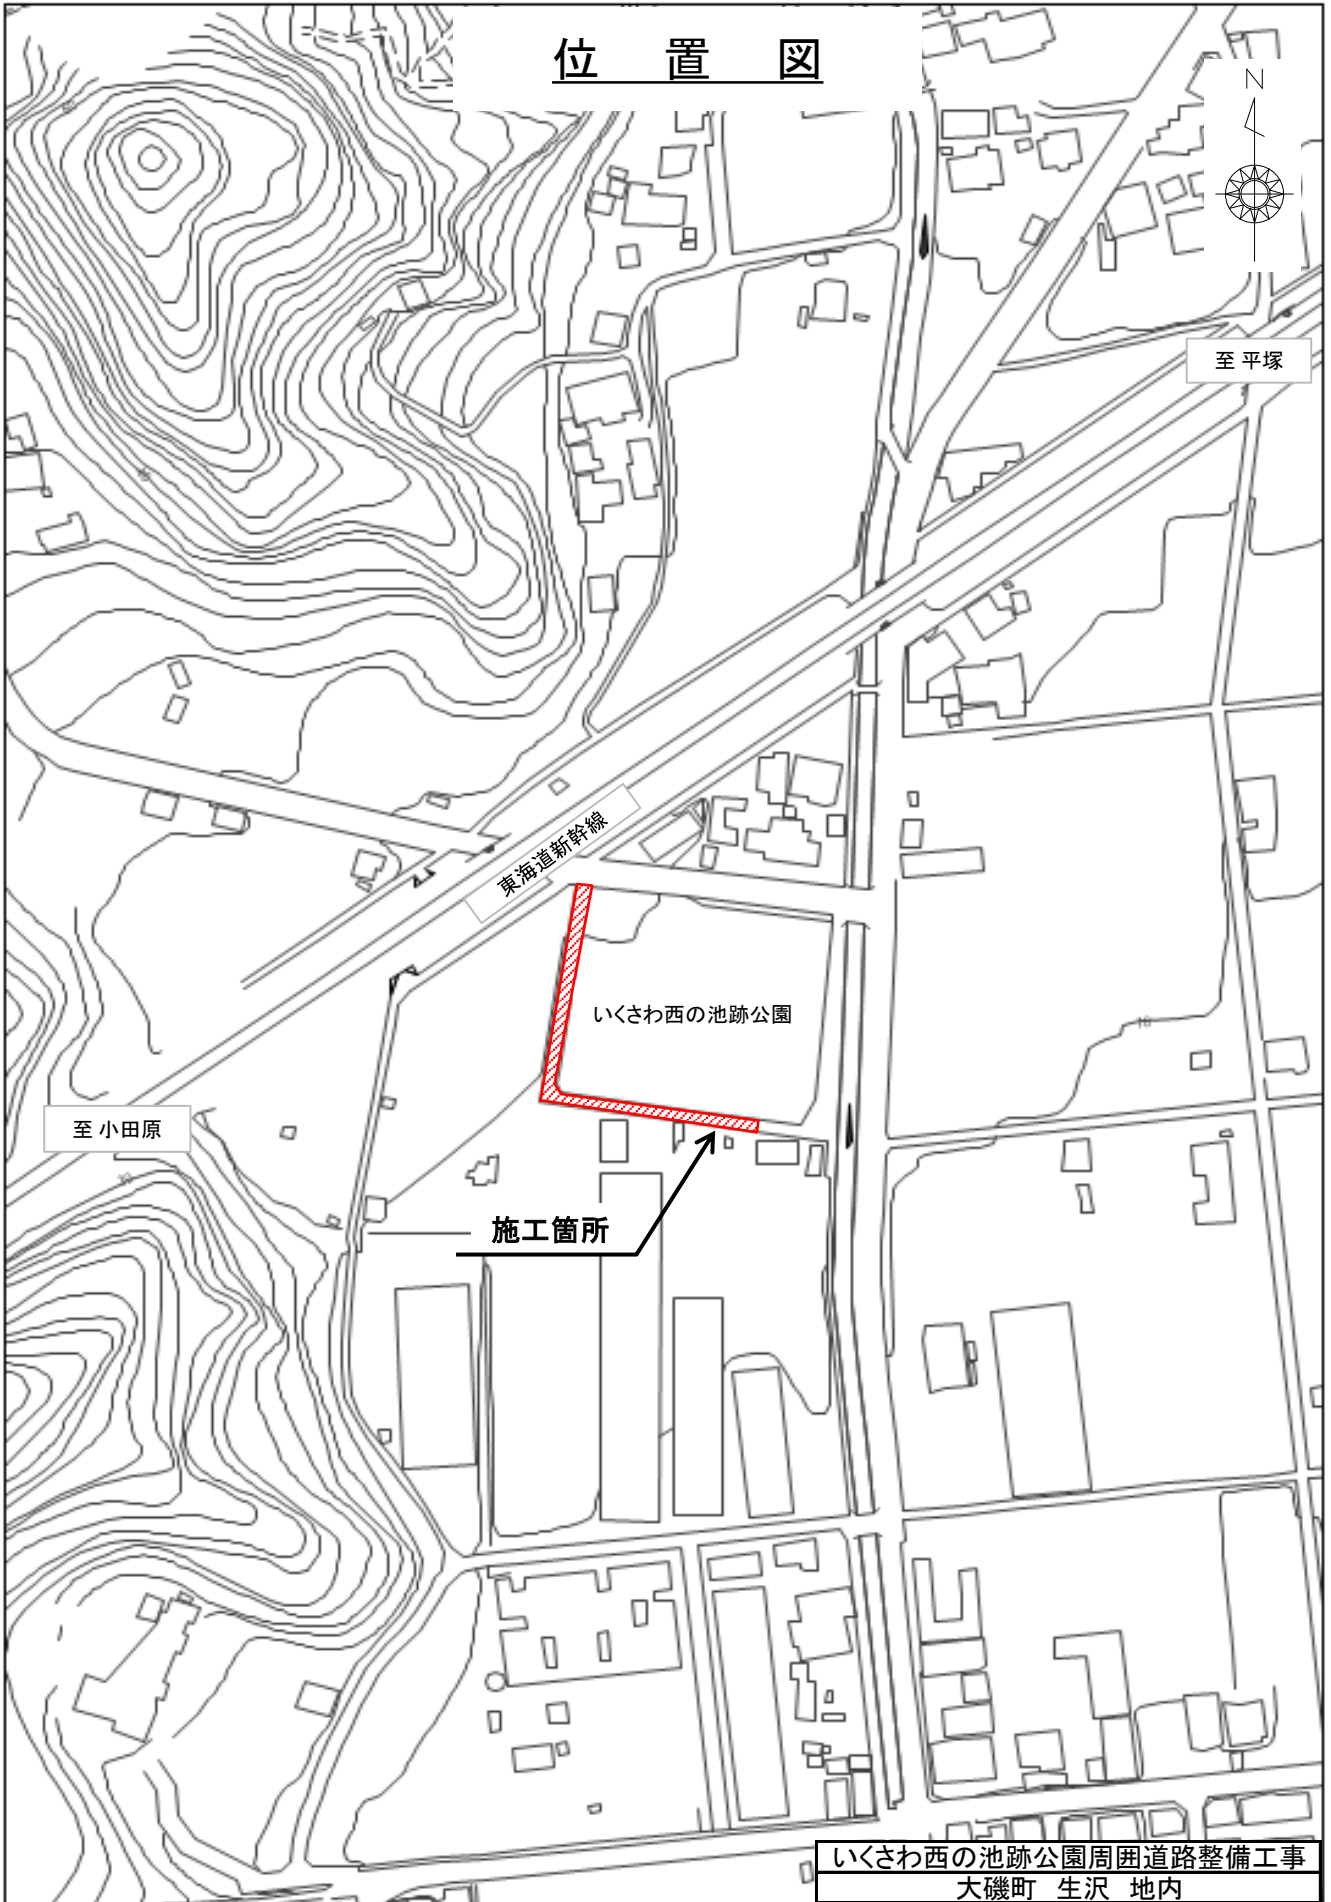 位置図
N
至 平塚
東海道新幹線
いくさわ西の池跡公園
至 小田原
施工箇所
いくさわ西の池跡公園周囲道路整備工事
大磯町 生沢 地内